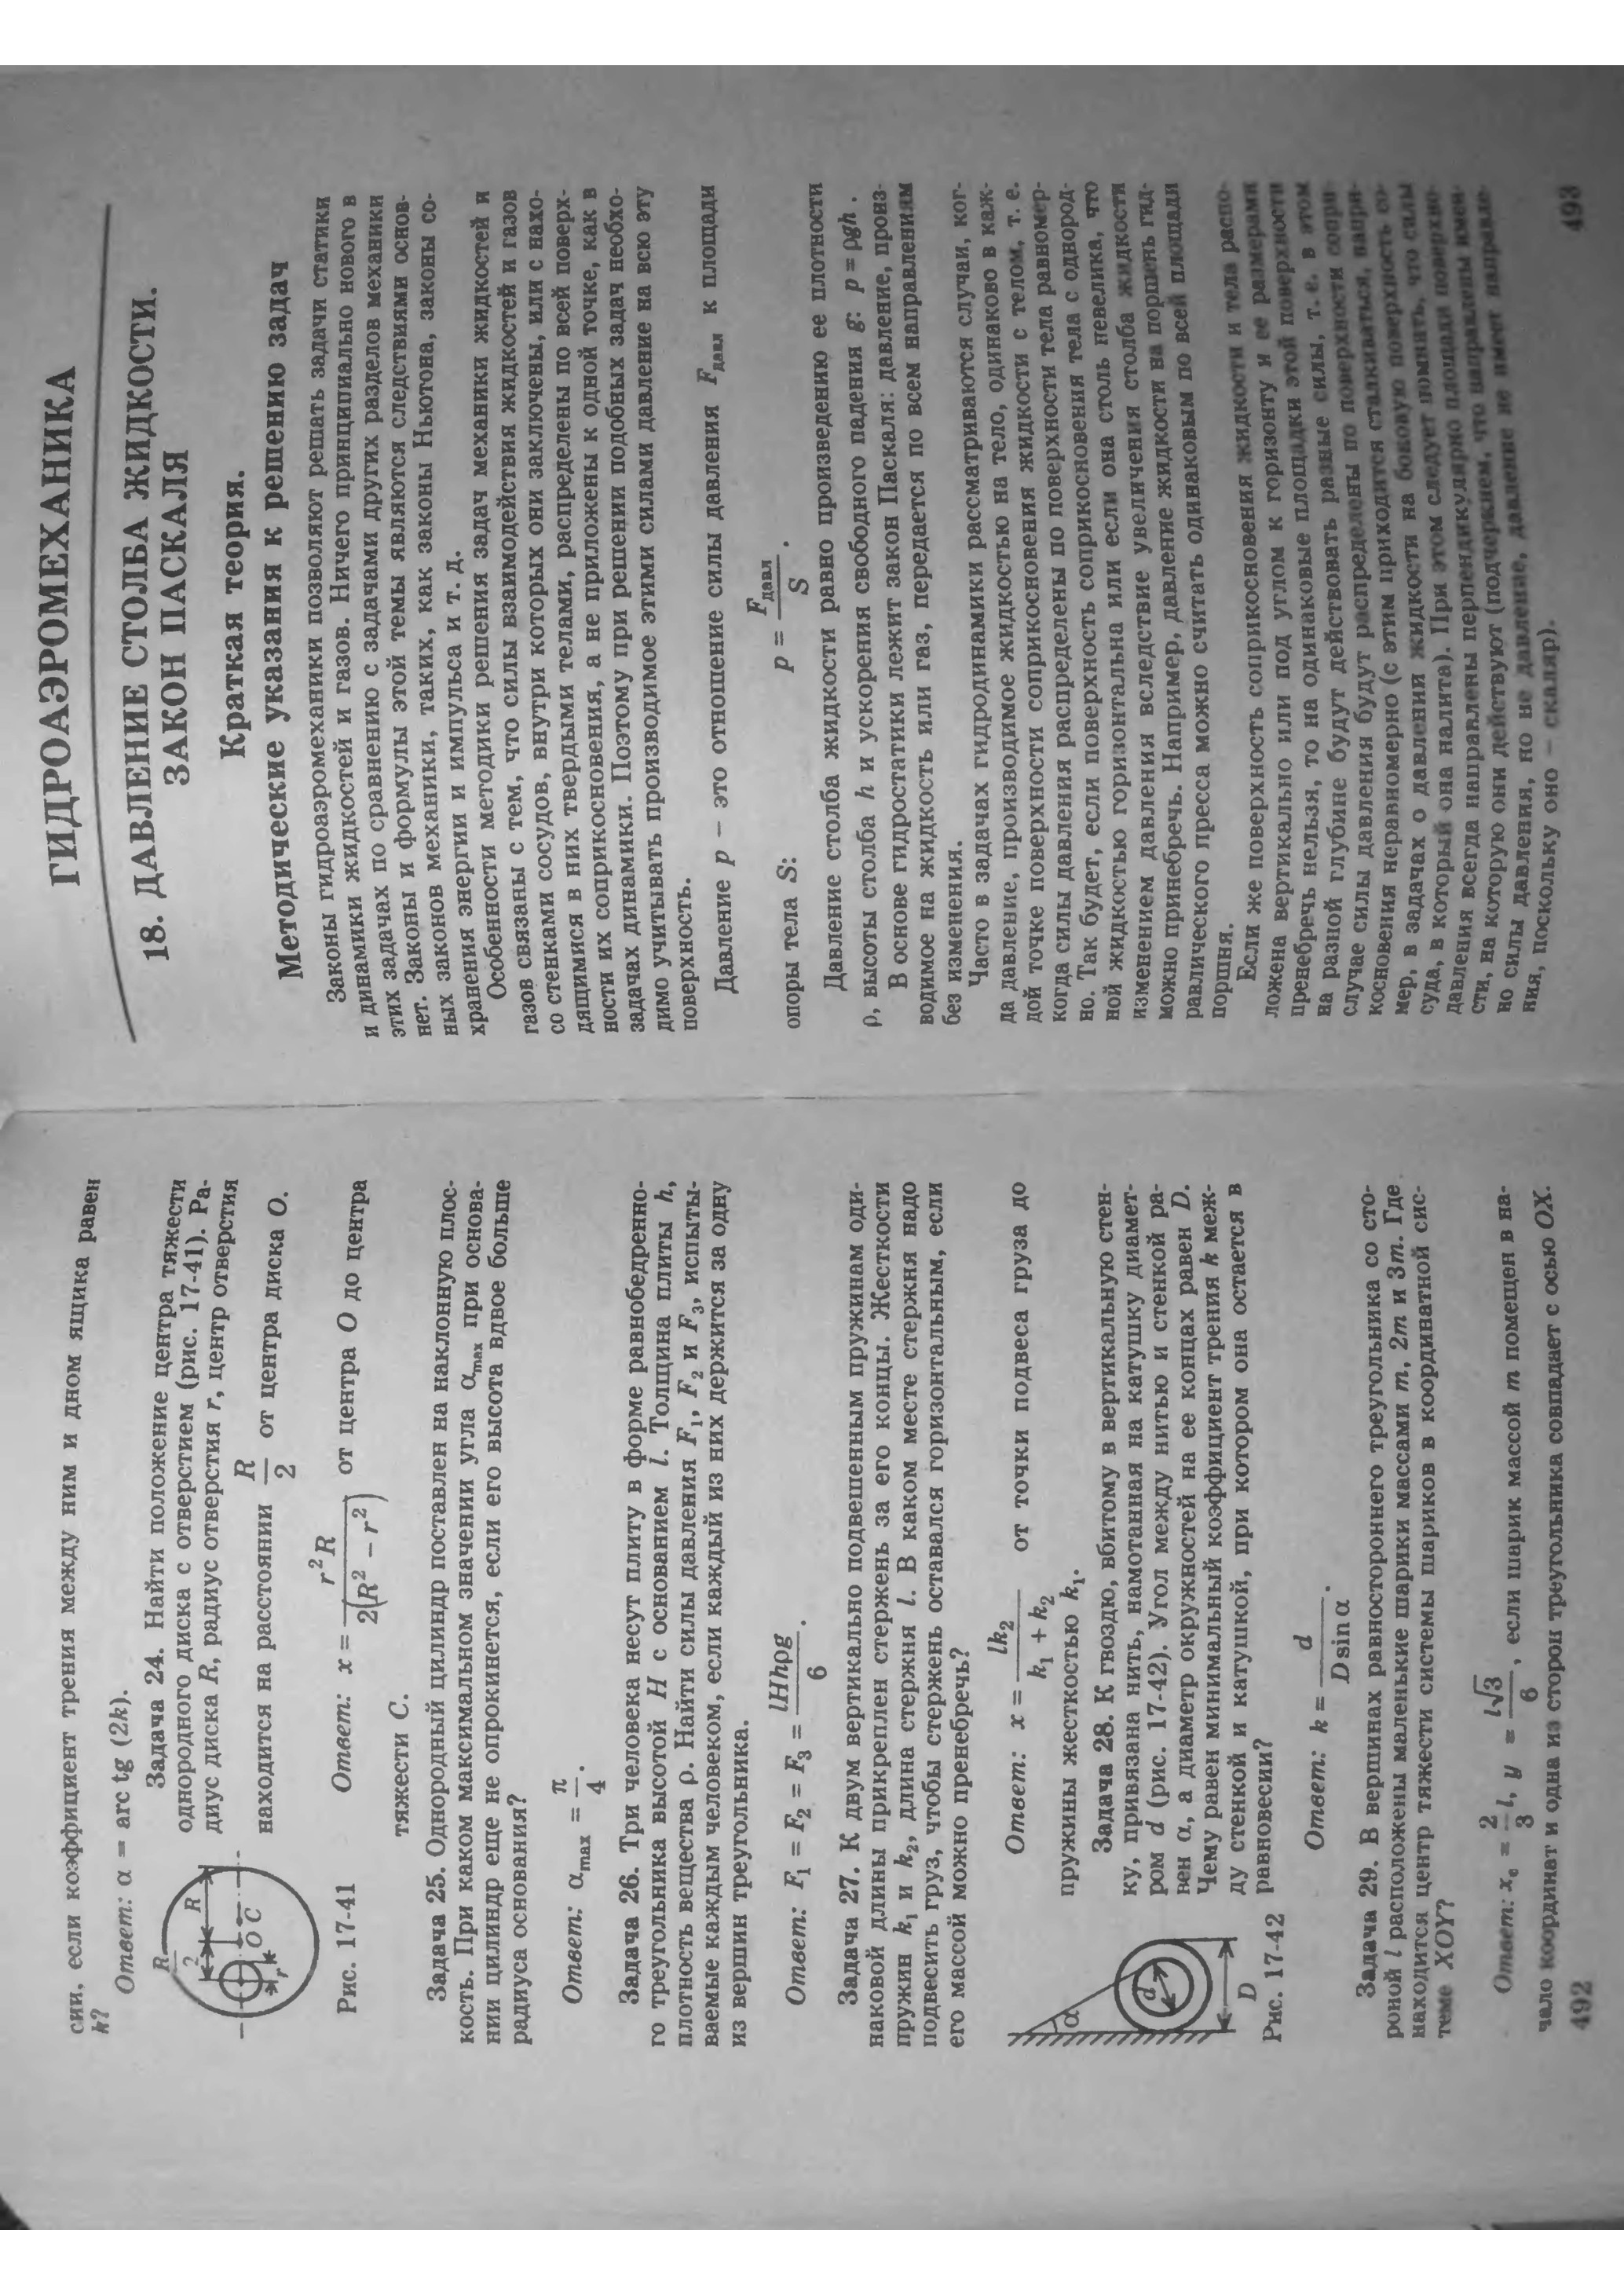 сии, если коэффициент трения между ним и дном ящика равен
k?
Ответ: α = arc tg (2k).
Задача 24. Найти положение центра тяжести
однородного диска с отверстием (рис. 17-41). Ра-
диус диска R, радиус отверстия r, центр отверстия
находится на расстоянии R/2 от центра диска O.
Ответ: x = r²R / 2(R² – r²) от центра O до центра
тяжести C.
R/2
R
O
C
r
Рис. 17-41
Задача 25. Однородный цилиндр поставлен на наклонную плос-
кость. При каком максимальном значении угла αmax при основа-
нии цилиндр еще не опрокинется, если его высота вдвое больше
радиуса основания?
Ответ: αmax = π/4.
Задача 26. Три человека несут плиту в форме равнобедренно-
го треугольника высотой H с основанием l. Толщина плиты h,
плотность вещества ρ. Найти силы давления F₁, F₂ и F₃, испыты-
ваемые каждым человеком, если каждый из них держится за одну
из вершин треугольника.
Ответ: F₁ = F₂ = F₃ = lHhρg/6.
Задача 27. К двум вертикально подвешенным пружинам оди-
наковой длины прикреплен стержень за его концы. Жесткости
пружин k₁ и k₂, длина стержня l. В каком месте стержня надо
подвесить груз, чтобы стержень оставался горизонтальным, если
его массой можно пренебречь?
Ответ: x = lk₂ / k₁ + k₂ от точки подвеса груза до
пружины жесткостью k₁.
Задача 28. К гвоздю, вбитому в вертикальную стен-
ку, привязана нить, намотанная на катушку диамет-
ром d (рис. 17-42). Угол между нитью и стенкой ра-
вен α, а диаметр окружностей на ее концах равен D.
Чему равен минимальный коэффициент трения k меж-
ду стенкой и катушкой, при котором она остается в
равновесии?
α
d
D
Рис. 17-42
Ответ: k = d / D sin α.
Задача 29. В вершинах равностороннего треугольника со сто-
роной l расположены маленькие шарики массами m, 2m и 3m. Где
находится центр тяжести системы шариков в координатной сис-
теме XOY?
Ответ: xc = 2/3 l, y = l√3/6, если шарик массой m помещен в на-
чало координат и одна из сторон треугольника совпадает с осью OX.
492
ГИДРОАЭРОМЕХАНИКА
18. ДАВЛЕНИЕ СТОЛБА ЖИДКОСТИ.
ЗАКОН ПАСКАЛЯ
Краткая теория.
Методические указания к решению задач
Законы гидроаэромеханики позволяют решать задачи статики
и динамики жидкостей и газов. Ничего принципиально нового в
этих задачах по сравнению с задачами других разделов механики
нет. Законы и формулы этой темы являются следствиями основ-
ных законов механики, таких, как законы Ньютона, законы со-
хранения энергии и импульса и т. д.
Особенности методики решения задач механики жидкостей и
газов связаны с тем, что силы взаимодействия жидкостей и газов
со стенками сосудов, внутри которых они заключены, или с нахо-
дящимися в них твердыми телами, распределены по всей поверх-
ности их соприкосновения, а не приложены к одной точке, как в
задачах динамики. Поэтому при решении подобных задач необхо-
димо учитывать производимое этими силами давление на всю эту
поверхность.
Давление p – это отношение силы давления Fдавл к площади
опоры тела S:
p = Fдавл / S.
Давление столба жидкости равно произведению ее плотности
ρ, высоты столба h и ускорения свободного падения g: p = ρgh .
В основе гидростатики лежит закон Паскаля: давление, произ-
водимое на жидкость или газ, передается по всем направлениям
без изменения.
Часто в задачах гидродинамики рассматриваются случаи, ког-
да давление, производимое жидкостью на тело, одинаково в каж-
дой точке поверхности соприкосновения жидкости с телом, т. е.
когда силы давления распределены по поверхности тела равномер-
но. Так будет, если поверхность соприкосновения тела с однород-
ной жидкостью горизонтальна или если она столь невелика, что
изменением давления вследствие увеличения столба жидкости
можно принебречь. Например, давление жидкости на поршень гид-
равлического пресса можно считать одинаковым по всей площади
поршня.
Если же поверхность соприкосновения жидкости и тела распо-
ложена вертикально или под углом к горизонту и ее размерами
пренебречь нельзя, то на одинаковые площадки этой поверхности
на разной глубине будут действовать разные силы, т. е. в этом
случае силы давления будут распределены по поверхности сопри-
косновения неравномерно (с этим приходится сталкиваться, напри-
мер, в задачах о давлении жидкости на боковую поверхность со-
суда, в который она налита). При этом следует помнить, что силы
давления всегда направлены перпендикулярно площади поверхно-
сти, на которую они действуют (подчеркнем, что направлены имен-
но силы давления, но не давление, давление не имеет направле-
ния, поскольку оно – скаляр).
493